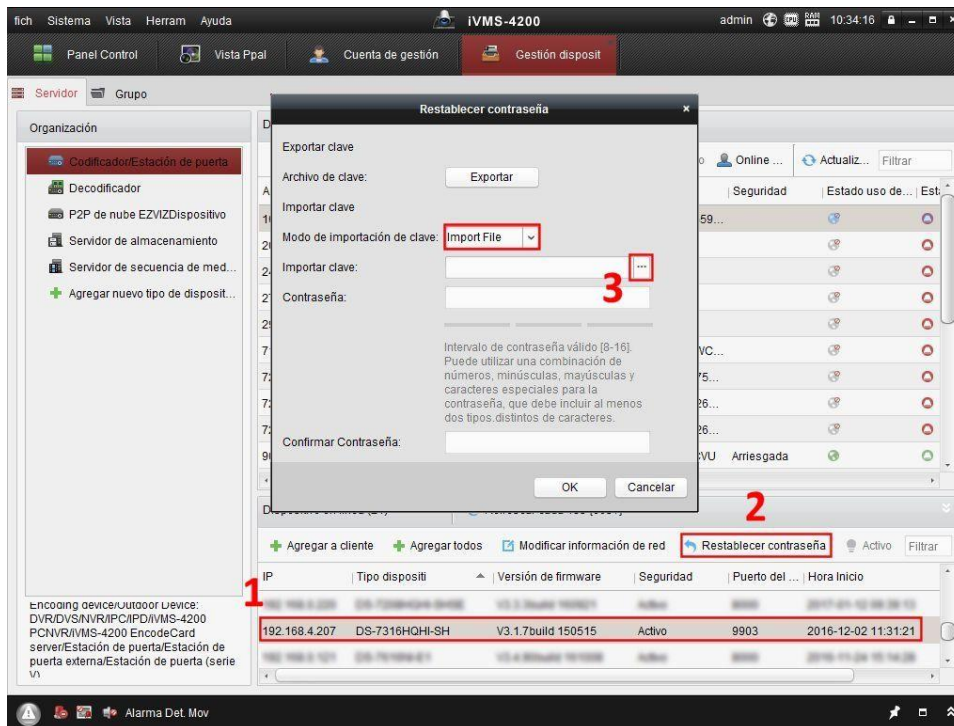 fich Sistema Vista Herram Ayuda iVMS-4200 admin 10:34:16
Panel Control Vista Ppal Cuenta de gestión Gestión disposit
Servidor Grupo
Organización
Codificador/Estación de puerta
Decodificador
P2P de nube EZVIZDispositivo
Servidor de almacenamiento
Servidor de secuencia de med...
Agregar nuevo tipo de disposit...
Encoding device/Outdoor Device:
DVR/DVS/NVR/IPC/IPD/iVMS-4200
PCNVR/iVMS-4200 EncodeCard
server/Estación de puerta/Estación de
puerta externa/Estación de puerta (serie
V)
Restablecer contraseña
Exportar clave
Archivo de clave: Exportar
Importar clave
Modo de importación de clave: Import File
Importar clave: ...
3
Contraseña:
Intervalo de contraseña válido [8-16].
Puede utilizar una combinación de
números, minúsculas, mayúsculas y
caracteres especiales para la
contraseña, que debe incluir al menos
dos tipos.distintos de caracteres.
Confirmar Contraseña:
OK Cancelar
Online ... Actualiz... Filtrar
Seguridad Estado uso de... Est
59...
VC...
75...
26...
26...
CVU Arriesgada
2
Agregar a cliente Agregar todos Modificar información de red Restablecer contraseña Activo Filtrar
IP Tipo dispositi Versión de firmware Seguridad Puerto del ... Hora Inicio
1
192.168.4.207 DS-7316HQHI-SH V3.1.7build 150515 Activo 9903 2016-12-02 11:31:21
Alarma Det. Mov